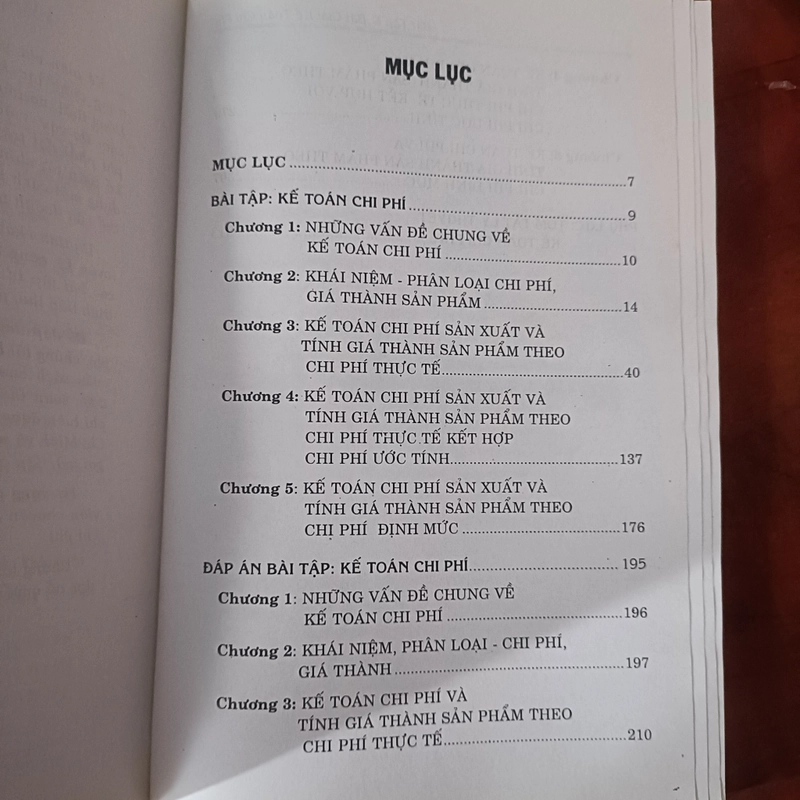 MỤC LỤC
MỤC LỤC.......7
BÀI TẬP: KẾ TOÁN CHI PHÍ.......9
Chương 1: NHỮNG VẤN ĐỀ CHUNG VỀ
KẾ TOÁN CHI PHÍ.......10
Chương 2: KHÁI NIỆM - PHÂN LOẠI CHI PHÍ,
GIÁ THÀNH SẢN PHẨM.......14
Chương 3: KẾ TOÁN CHI PHÍ SẢN XUẤT VÀ
TÍNH GIÁ THÀNH SẢN PHẨM THEO
CHI PHÍ THỰC TẾ.......40
Chương 4: KẾ TOÁN CHI PHÍ SẢN XUẤT VÀ
TÍNH GIÁ THÀNH SẢN PHẨM THEO
CHI PHÍ THỰC TẾ KẾT HỢP
CHI PHÍ ƯỚC TÍNH.......137
Chương 5: KẾ TOÁN CHI PHÍ SẢN XUẤT VÀ
TÍNH GIÁ THÀNH SẢN PHẨM THEO
CHỊ PHÍ ĐỊNH MỨC.......176
ĐÁP ÁN BÀI TẬP: KẾ TOÁN CHI PHÍ.......195
Chương 1: NHỮNG VẤN ĐỀ CHUNG VỀ
KẾ TOÁN CHI PHÍ.......196
Chương 2: KHÁI NIỆM, PHÂN LOẠI - CHI PHÍ,
GIÁ THÀNH.......197
Chương 3: KẾ TOÁN CHI PHÍ VÀ
TÍNH GIÁ THÀNH SẢN PHẨM THEO
CHI PHÍ THỰC TẾ.......210